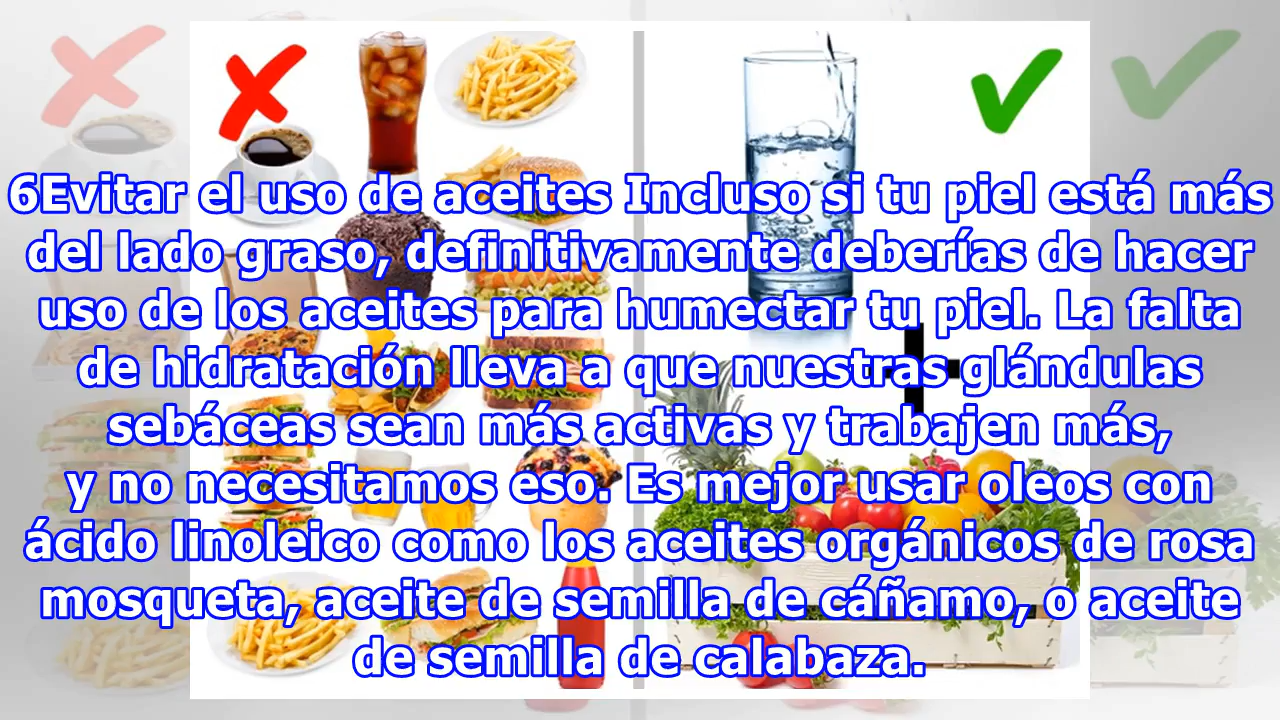 6Evitar el uso de aceites Incluso si tu piel está más
del lado graso, definitivamente deberías de hacer
uso de los aceites para humectar tu piel. La falta
de hidratación lleva a que nuestras glándulas
sebáceas sean más activas y trabajen más,
y no necesitamos eso. Es mejor usar oleos con
ácido linoleico como los aceites orgánicos de rosa
mosqueta, aceite de semilla de cáñamo, o aceite
de semilla de calabaza.